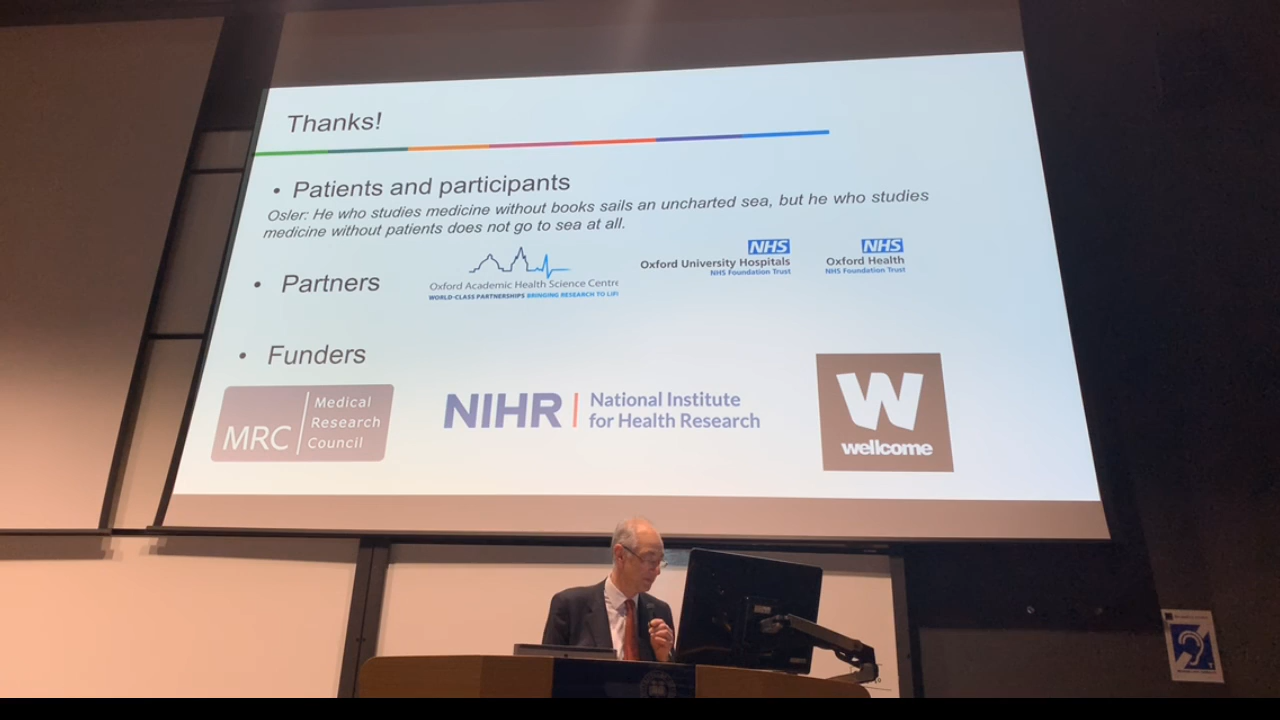 Thanks!
• Patients and participants
Osler: He who studies medicine without books sails an uncharted sea, but he who studies
medicine without patients does not go to sea at all.
• Partners
Oxford Academic Health Science Centre
WORLD-CLASS PARTNERSHIPS BRINGING RESEARCH TO LIF
NHS
Oxford University Hospitals
NHS Foundation Trust
NHS
Oxford Health
NHS Foundation Trust
• Funders
MRC
Medical
Research
Council
NIHR
National Institute
for Health Research
W
wellcome